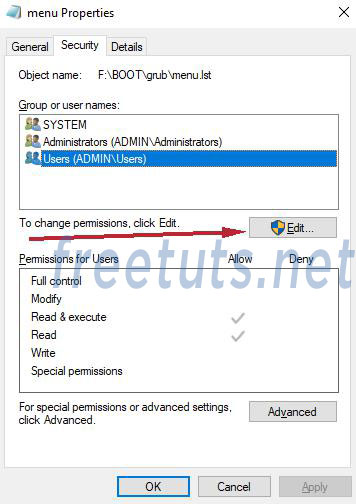 menu Properties
General Security Details
Object name: F:\BOOT\grub\menu.lst
Group or user names:
SYSTEM
Administrators (ADMIN\Administrators)
Users (ADMIN\Users)
To change permissions, click Edit.
Edit...
freetuts.net
Permissions for Users Allow Deny
Full control
Modify
Read & execute
Read
Write
Special permissions
For special permissions or advanced settings,
click Advanced.
Advanced
OK Cancel Apply